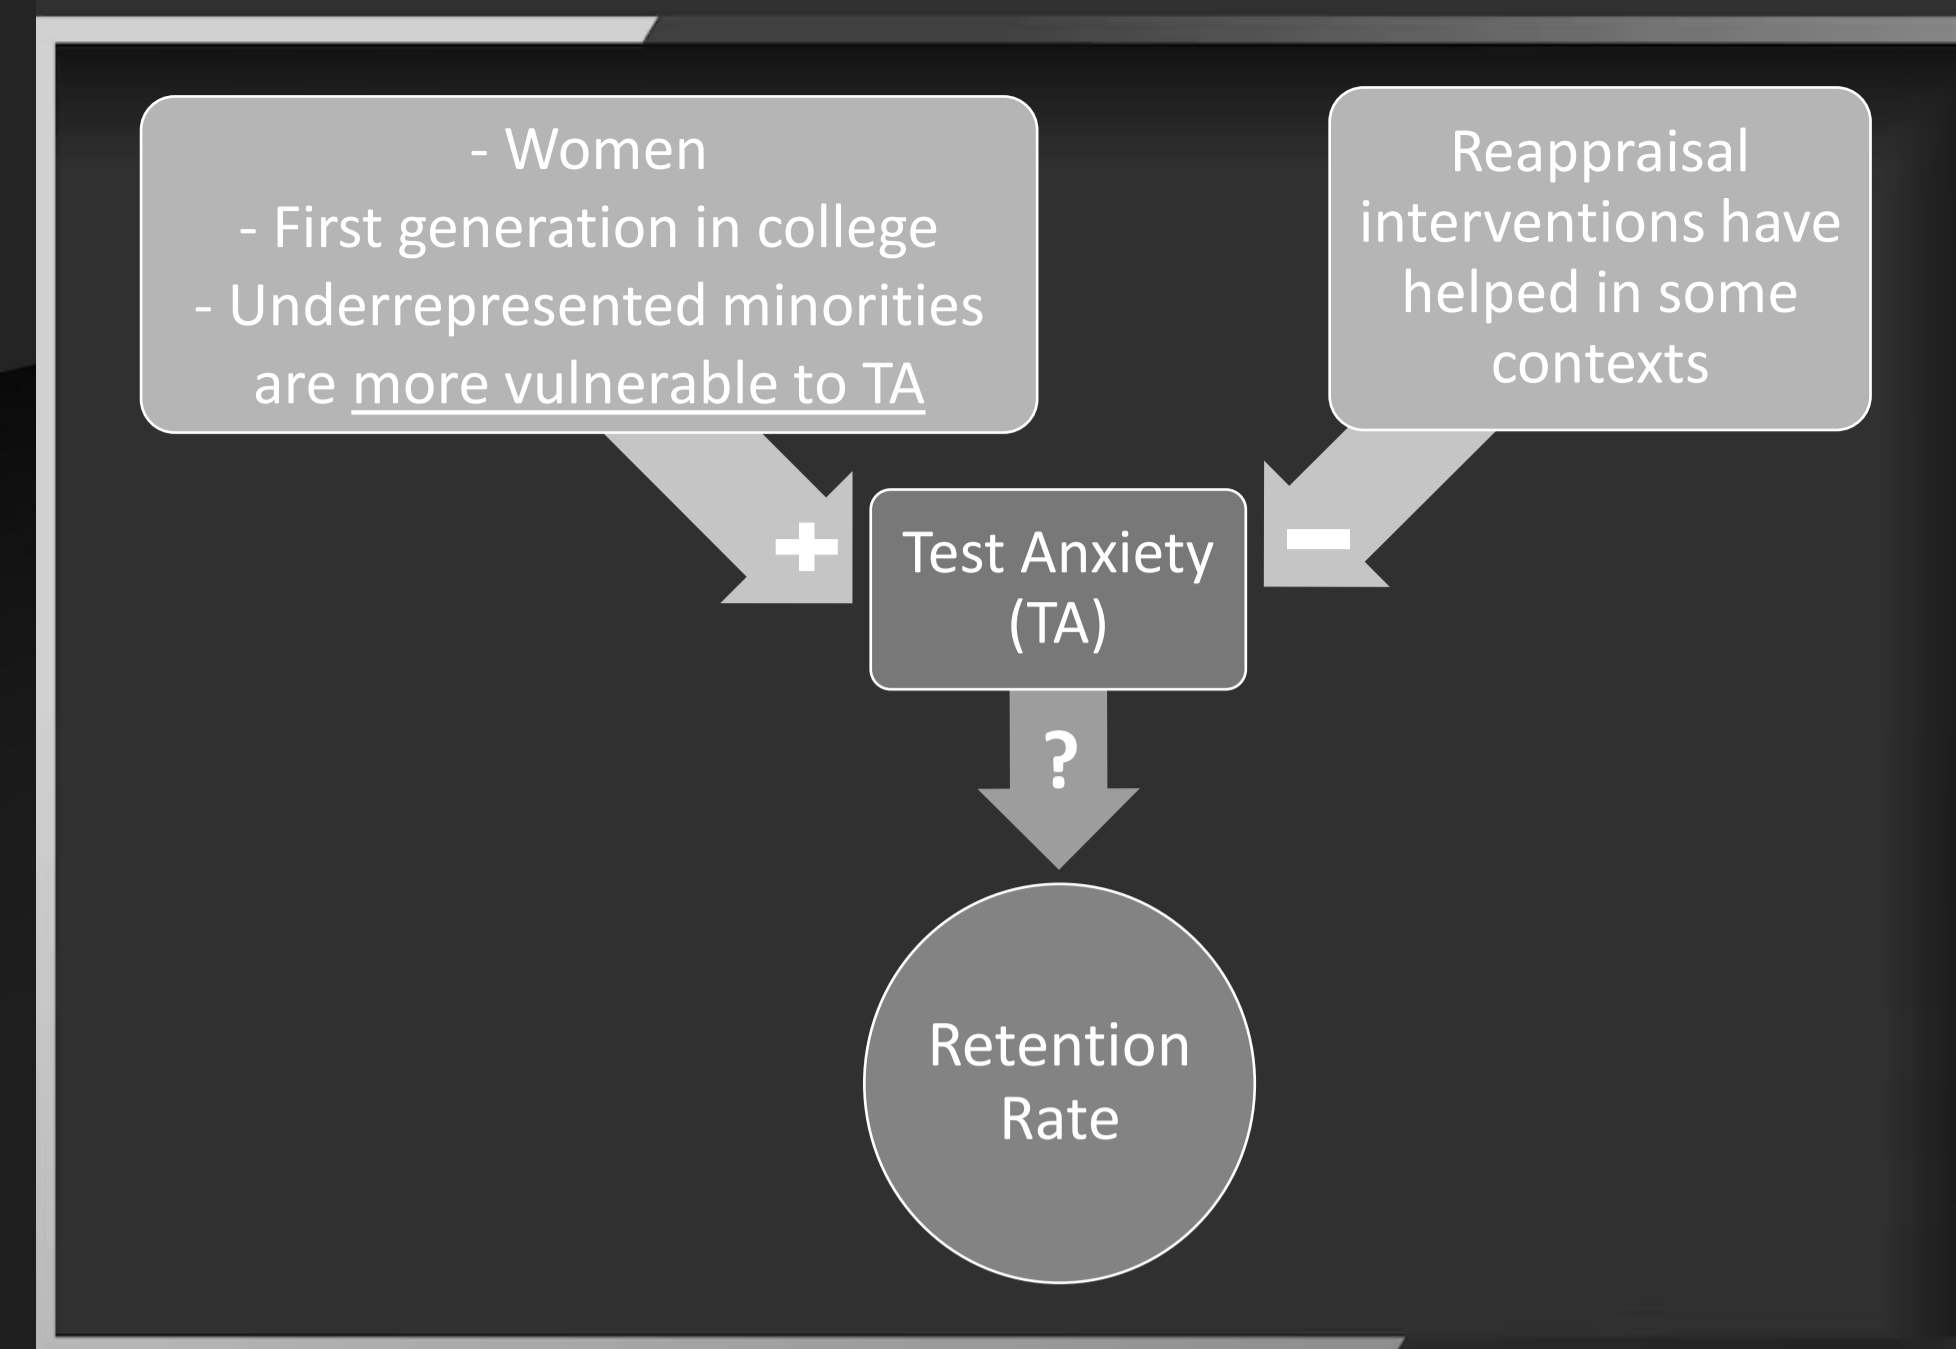 - Women
- First generation in college
- Underrepresented minorities
are more vulnerable to TA
Reappraisal
interventions have
helped in some
contexts
+
−
Test Anxiety
(TA)
?
Retention
Rate